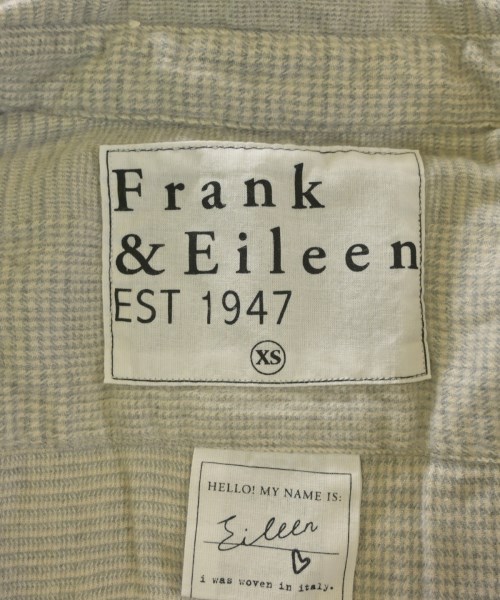 Frank
& Eileen
EST 1947
XS
HELLO! MY NAME IS:
Eileen
i was woven in italy.